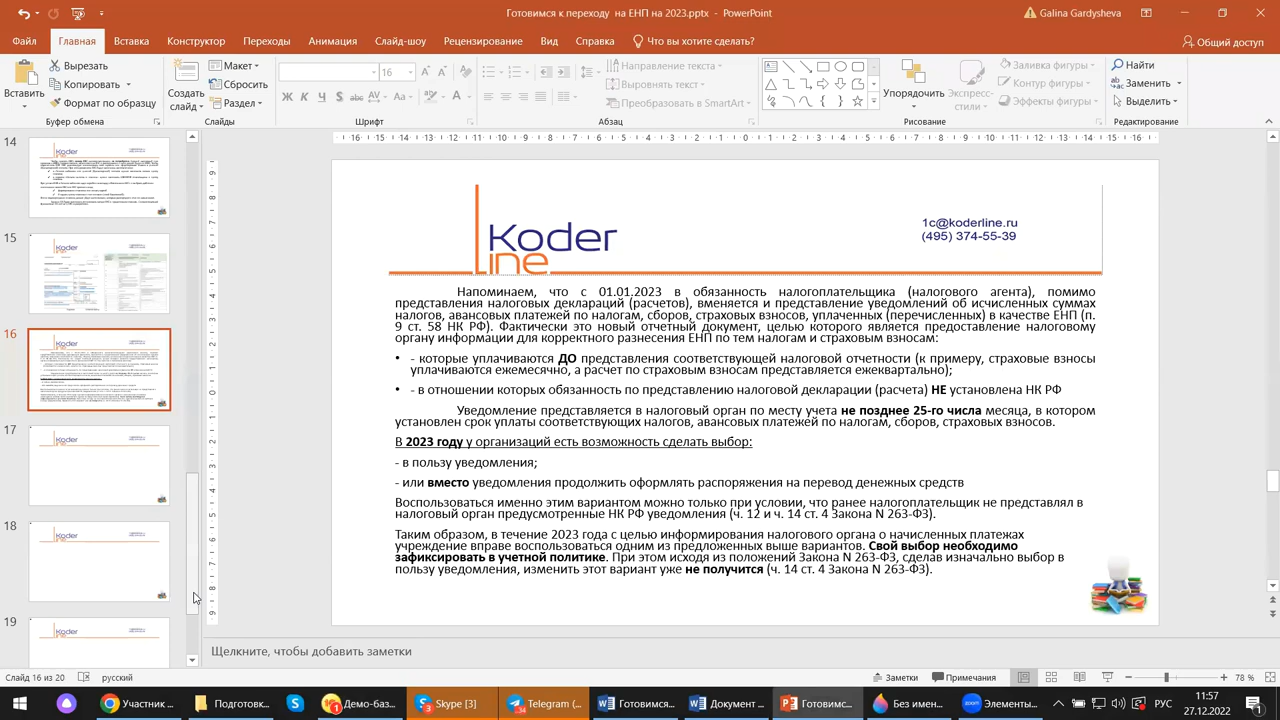 Готовимся к переходу на 2023.pptx - PowerPoint
Galina Gardysheva
Файл Главная Вставка Конструктор Переходы Анимация Слайд-шоу Рецензирование Вид Справка Что вы хотите сделать? Общий доступ
Вставить
Вырезать
Копировать
Формат по образцу
Буфер обмена
Создать слайд
Макет
Сбросить
Раздел
Слайды
16
Ж К Ч S abc AV Aa А
Шрифт
Направление текста
Выровнять текст
Преобразовать в SmartArt
Абзац
Упорядочить
Экспресс-стили
Заливка фигуры
Контур фигуры
Эффекты фигуры
Рисование
Найти
Заменить
Выделить
Редактирование
14
15
16
17
18
19
Koder
line
1c@koderline.ru
(495) 374-55-39
Напоминаем, что с 01.01.2023 в обязанность налогоплательщика (налогового агента), помимо
представления налоговых деклараций (расчетов), вменяется и представление уведомлений об исчисленных суммах
налогов, авансовых платежей по налогам, сборов, страховых взносов, уплаченных (перечисленных) в качестве ЕНП (п.
9 ст. 58 НК РФ). Фактически это новый отчетный документ, целью которого является предоставление налоговому
органу информации для корректного разнесения ЕНП по тем налогам и страховым взносам:
• - которые уплачиваются ДО представления соответствующей налоговой отчетности (к примеру, страховые взносы
уплачиваются ежемесячно, а расчет по страховым взносам представляется ежеквартально);
• - в отношении которых обязанность по представлению налоговой декларации (расчета) НЕ установлена НК РФ
Уведомление представляется в налоговый орган по месту учета не позднее 25-го числа месяца, в котором
установлен срок уплаты соответствующих налогов, авансовых платежей по налогам, сборов, страховых взносов.
В 2023 году у организаций есть возможность сделать выбор:
- в пользу уведомления;
- или вместо уведомления продолжить оформлять распоряжения на перевод денежных средств
Воспользоваться именно этим вариантом можно только при условии, что ранее налогоплательщик не представлял в
налоговый орган предусмотренные НК РФ уведомления (ч. 12 и ч. 14 ст. 4 Закона N 263-ФЗ).
Таким образом, в течение 2023 года с целью информирования налогового органа о начисленных платежах
учреждение вправе воспользоваться одним из предложенных выше вариантов. Свой выбор необходимо
зафиксировать в учетной политике. При этом исходя из положений Закона N 263-ФЗ, сделав изначально выбор в
пользу уведомления, изменить этот вариант уже не получится (ч. 14 ст. 4 Закона N 263-ФЗ).
Щелкните, чтобы добавить заметки
Слайд 16 из 20 русский Заметки Примечания 78 %
Участник ... Подготовк... Демо-баз... Skype [3] Telegram (... Готовимся... Документ ... Готовимс... Без имен... Элементы... РУС
11:57
27.12.2022